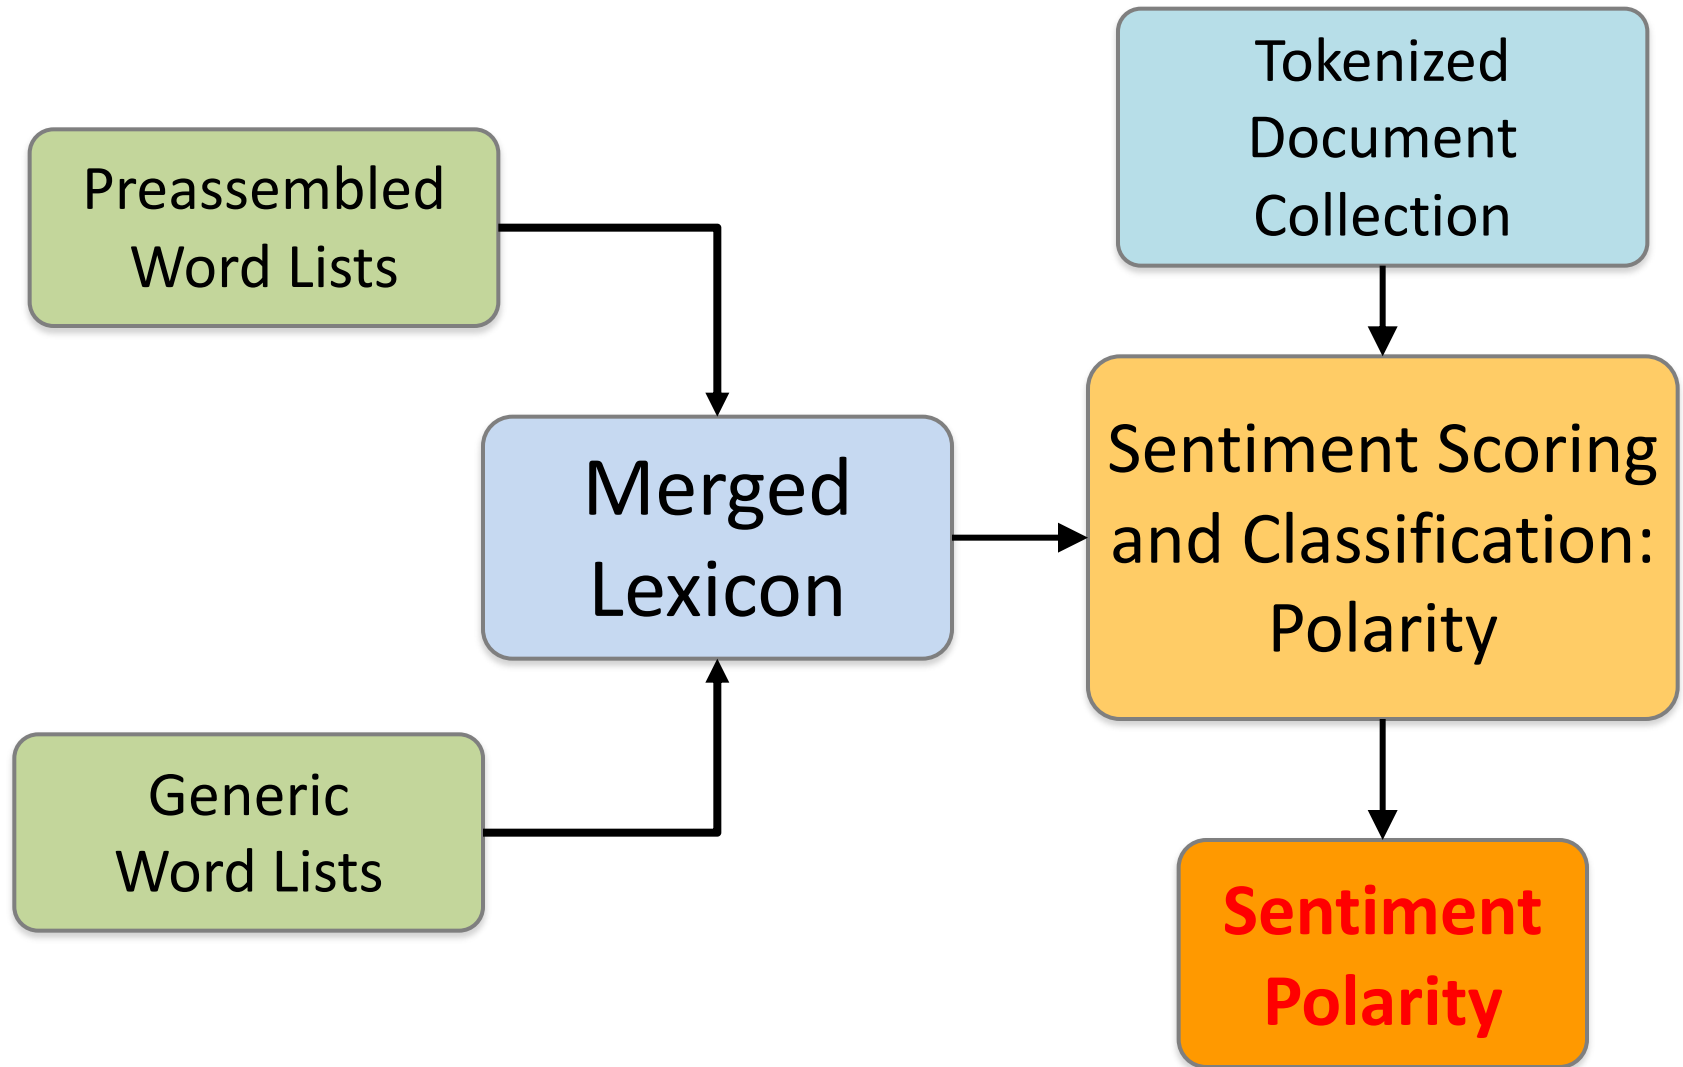 Preassembled
Word Lists
Generic
Word Lists
Merged
Lexicon
Tokenized
Document
Collection
Sentiment Scoring
and Classification:
Polarity
Sentiment
Polarity